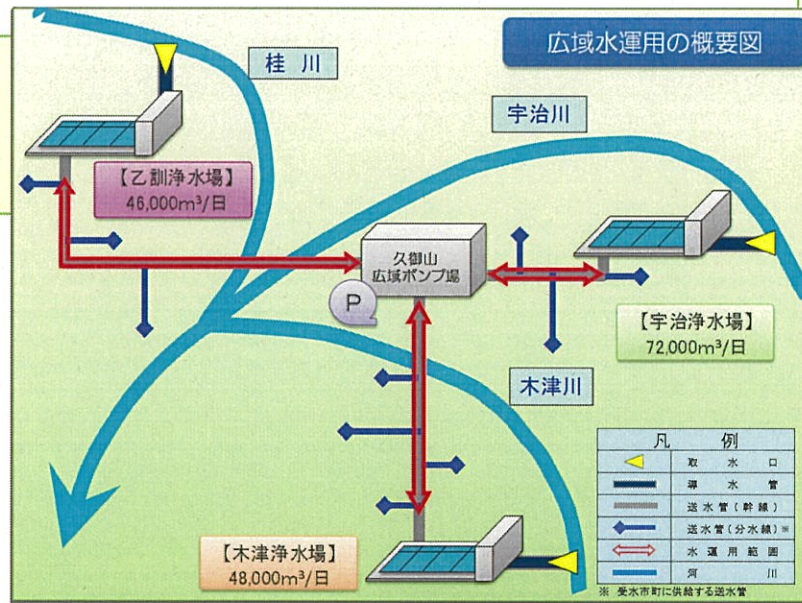 広域水運用の概要図
桂川
宇治川
【乙訓浄水場】
46,000m³/日
久御山
広域ポンプ場
P
【宇治浄水場】
72,000m³/日
木津川
【木津浄水場】
48,000m³/日
凡例
取水口
導水管
送水管(幹線)
送水管(分水線)※
水運用範囲
河川
※ 受水市町に供給する送水管